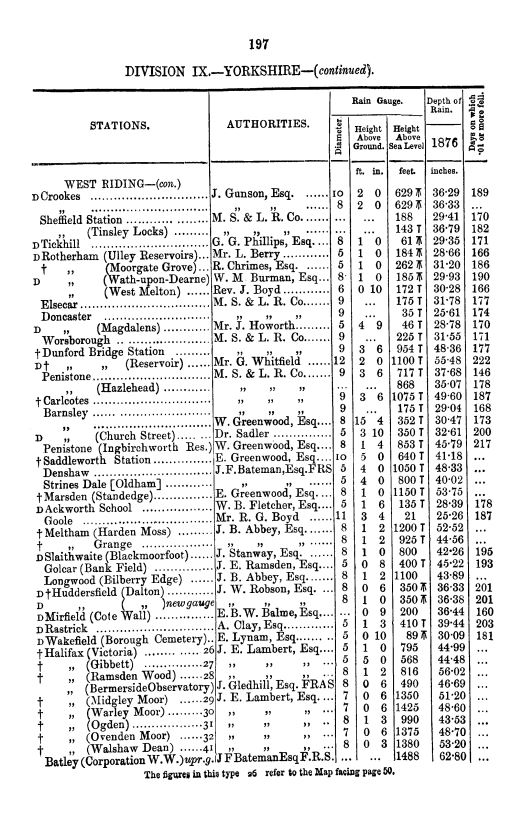 197
DIVISION IX.—YORKSHIRE—(continued).
STATIONS. AUTHORITIES. Rain Gauge. Depth of Rain. Days on which ·01 or more fell.
Diameter Height Above Ground. Height Above Sea Level 1876
ft. in. feet. inches.
WEST RIDING—(con.)
D Crookes ........ J. Gunson, Esq. ...... 10 2 0 629 ⊼ 36·29 189
„ ........ „ „ ...... 8 2 0 629 ⊼ 36·33 ...
Sheffield Station ........ M. S. & L. R. Co. ...... ... ... 188 29·41 170
„ (Tinsley Locks) ........ „ „ „ ...... ... ... 143 T 36·79 182
D Tickhill ........ G. G. Phillips, Esq. .... 8 1 0 61 ⊼ 29·35 171
D Rotherham (Ulley Reservoirs)... Mr. L. Berry ........ 5 1 0 184 ⊼ 28·66 166
† „ (Moorgate Grove)... R. Chrimes, Esq. ...... 5 1 0 262 ⊼ 31·20 186
D „ (Wath-upon-Dearne) W. M Burman, Esq... 8 1 0 185 ⊼ 29·93 190
„ (West Melton) ...... Rev. J. Boyd ........ 6 0 10 172 T 30·28 166
Elsecar ........ M. S. & L. R. Co. ...... 9 ... 175 T 31·78 177
Doncaster ........ „ „ „ 9 ... 35 T 25·61 174
D „ (Magdalens) ........ Mr. J. Howorth........ 5 4 9 46 T 28·78 170
Worsborough ........ M. S. & L. R. Co. ...... 9 ... 225 T 31·55 171
† Dunford Bridge Station ........ „ „ „ 9 3 6 954 T 48·36 177
D † „ „ (Reservoir) ...... Mr. G. Whitfield ...... 12 2 0 1100 T 55·48 222
Penistone ........ M. S. & L. R. Co. ...... 9 3 6 717 T 37·68 146
„ (Hazlehead) ........ „ „ „ ... ... 868 35·07 178
† Carlcotes ........ „ „ „ 9 3 6 1075 T 49·60 187
Barnsley ........ „ „ „ 9 ... 175 T 29·04 168
„ ........ W. Greenwood, Esq.... 8 15 4 352 T 30·47 173
D „ (Church Street)........ Dr. Sadler ........ 5 3 10 350 T 32·61 200
Penistone (Ingbirchworth Res.) W. Greenwood, Esq.... 8 1 4 853 T 45·79 217
† Saddleworth Station ........ E. Greenwood, Esq. ... 10 5 0 640 T 41·18 ...
Denshaw ........ J.F.Bateman,Esq.FRS 5 4 0 1050 T 48·33 ...
Strines Dale [Oldham] ........ „ „ ...... 5 4 0 800 T 40·02 ...
† Marsden (Standedge)........ E. Greenwood, Esq. ... 8 1 0 1150 T 53·75 ...
D Ackworth School ........ W. B. Fletcher, Esq.... 5 1 6 135 T 28·39 178
Goole ........ Mr. R. G. Boyd ...... 11 3 4 21 25·26 187
† Meltham (Harden Moss) ........ J. B. Abbey, Esq. ...... 8 1 2 1200 T 52·52 ...
† „ Grange ........ „ „ „ 8 1 2 925 T 44·56 ...
D Slaithwaite (Blackmoorfoot)...... J. Stanway, Esq. ...... 8 1 0 800 42·26 195
Golcar (Bank Field) ........ J. E. Ramsden, Esq. ... 5 0 8 400 T 45·22 193
Longwood (Bilberry Edge) ...... J. B. Abbey, Esq. ...... 8 1 2 1100 43·89 ...
D † Huddersfield (Dalton) ........ J. W. Robson, Esq. ... 8 0 6 350 ⊼ 36·33 201
D „ ( „ ) new gauge „ „ „ 8 1 0 350 ⊼ 36·38 201
D Mirfield (Cote Wall) ........ E. B. W. Balme, Esq.... ... 0 9 200 36·44 160
D Rastrick ........ A. Clay, Esq. ........ 5 1 3 410 T 39·44 203
D Wakefield (Borough Cemetery).. E. Lynam, Esq. ........ 5 0 10 89 ⊼ 30·09 181
† Halifax (Victoria) ........ 26 J. E. Lambert, Esq.... 5 1 0 795 44·99 ...
† „ (Gibbett) ........ 27 „ „ „ ... 5 5 0 568 44·48 ...
† „ (Ramsden Wood) ......28 „ „ „ ... 8 1 2 816 56·02 ...
„ (Bermerside Observatory) J. Gledhill, Esq. FRAS 8 0 6 490 46·69 ...
† „ (Midgley Moor) ......29 J. E. Lambert, Esq.... 7 0 6 1350 51·20 ...
† „ (Warley Moor)........30 „ „ „ ... 7 0 6 1425 48·60 ...
† „ (Ogden)........31 „ „ „ .. 8 1 3 990 43·53 ...
† „ (Ovenden Moor) ......32 „ „ „ .. 7 0 6 1375 48·70 ...
† „ (Walshaw Dean) ......41 „ „ „ ... 8 0 3 1380 53·20 ...
Batley (Corporation W.W.) upr.g. J F Bateman Esq F.R.S. ... ... 1488 62·80 ...
The figures in this type 26 refer to the Map facing page 50.